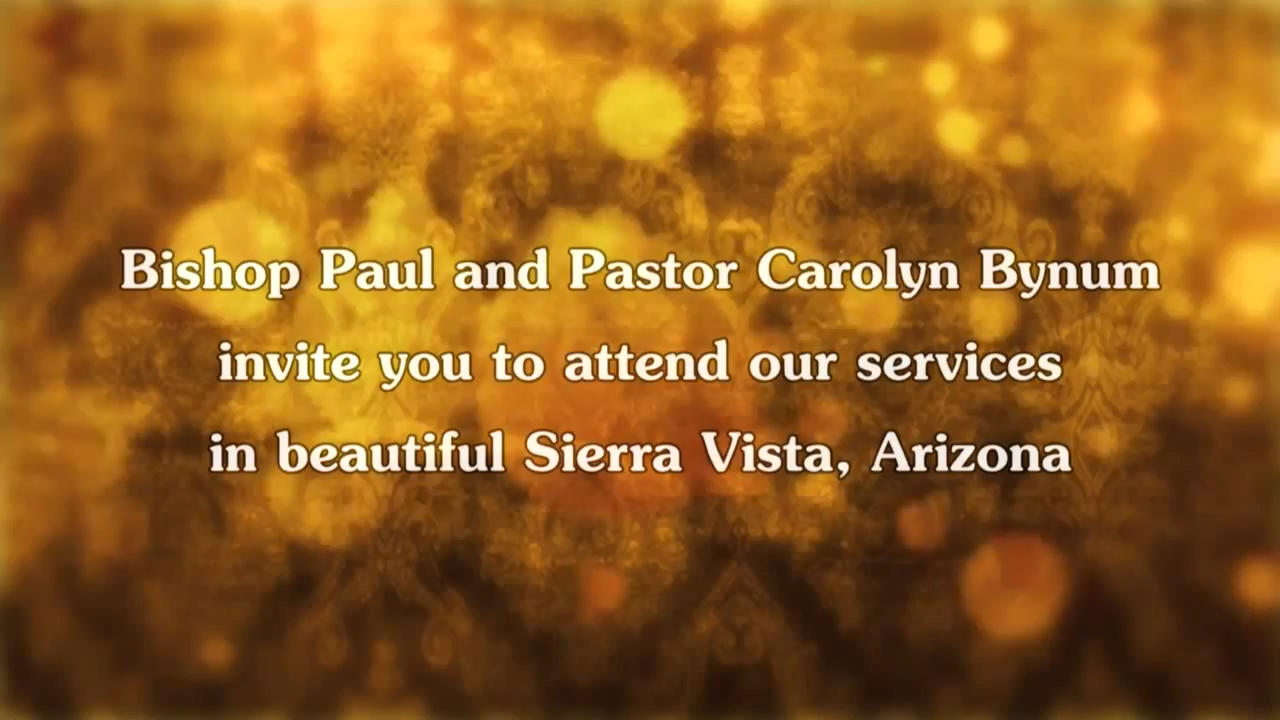 Bishop Paul and Pastor Carolyn Bynum
invite you to attend our services
in beautiful Sierra Vista, Arizona